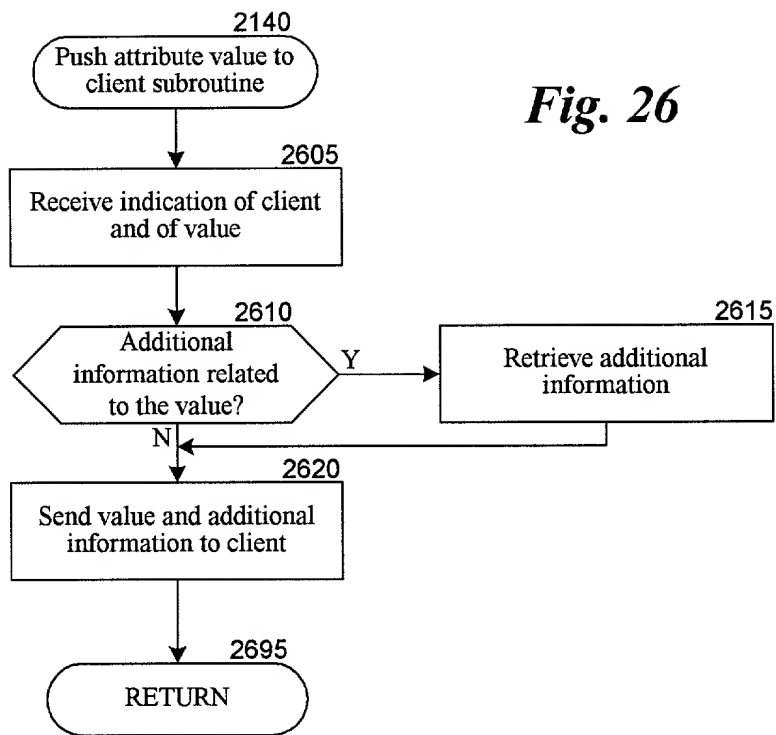 2140
Push attribute value to
client subroutine
Fig. 26
2605
Receive indication of client
and of value
2610
Additional
information related
to the value?
Y
N
2615
Retrieve additional
information
2620
Send value and additional
information to client
2695
RETURN